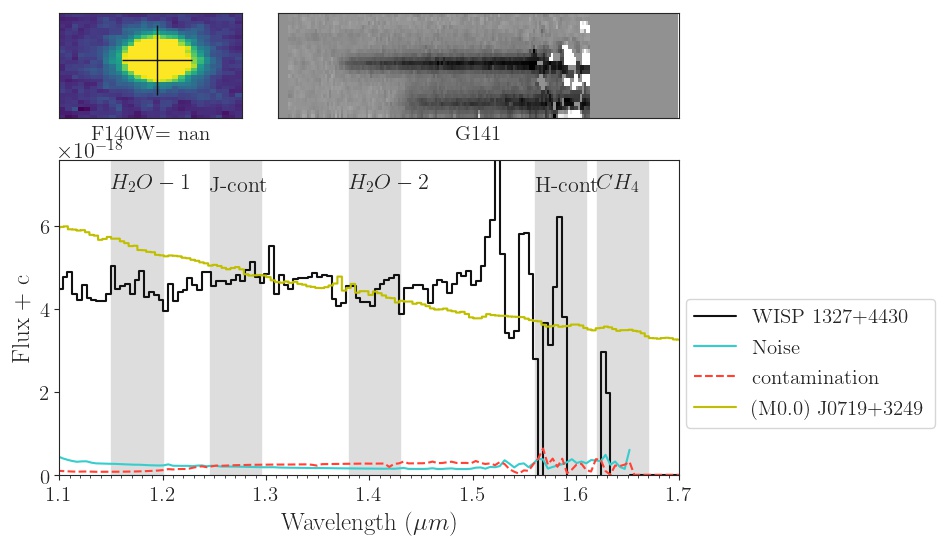 F140W= nan
G141
×10⁻¹⁸
H₂O − 1
J-cont
H₂O − 2
H-cont
CH₄
6
4
2
0
Flux + c
1.1
1.2
1.3
1.4
1.5
1.6
1.7
Wavelength (μm)
WISP 1327+4430
Noise
contamination
(M0.0) J0719+3249